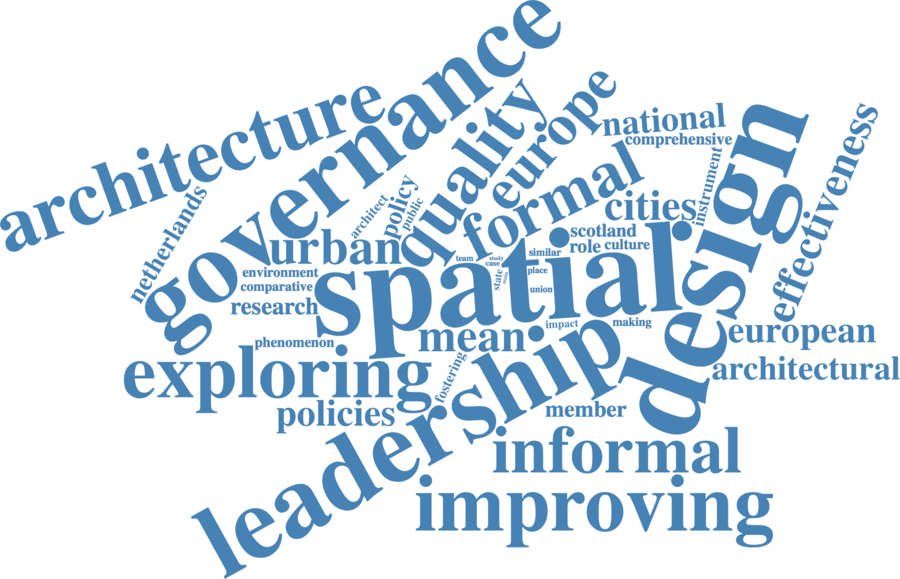 governance
architecture
quality
europe
national
comprehensive
design
effectiveness
netherlands
architect
policy
public
formal
cities
instrument
urban
scotland
role
culture
environment
comparative
research
spatial
team
study
case
similar
state
place
union
phenomenon
mean
impact
making
european
exploring
fostering
leadership
architectural
policies
member
informal
improving